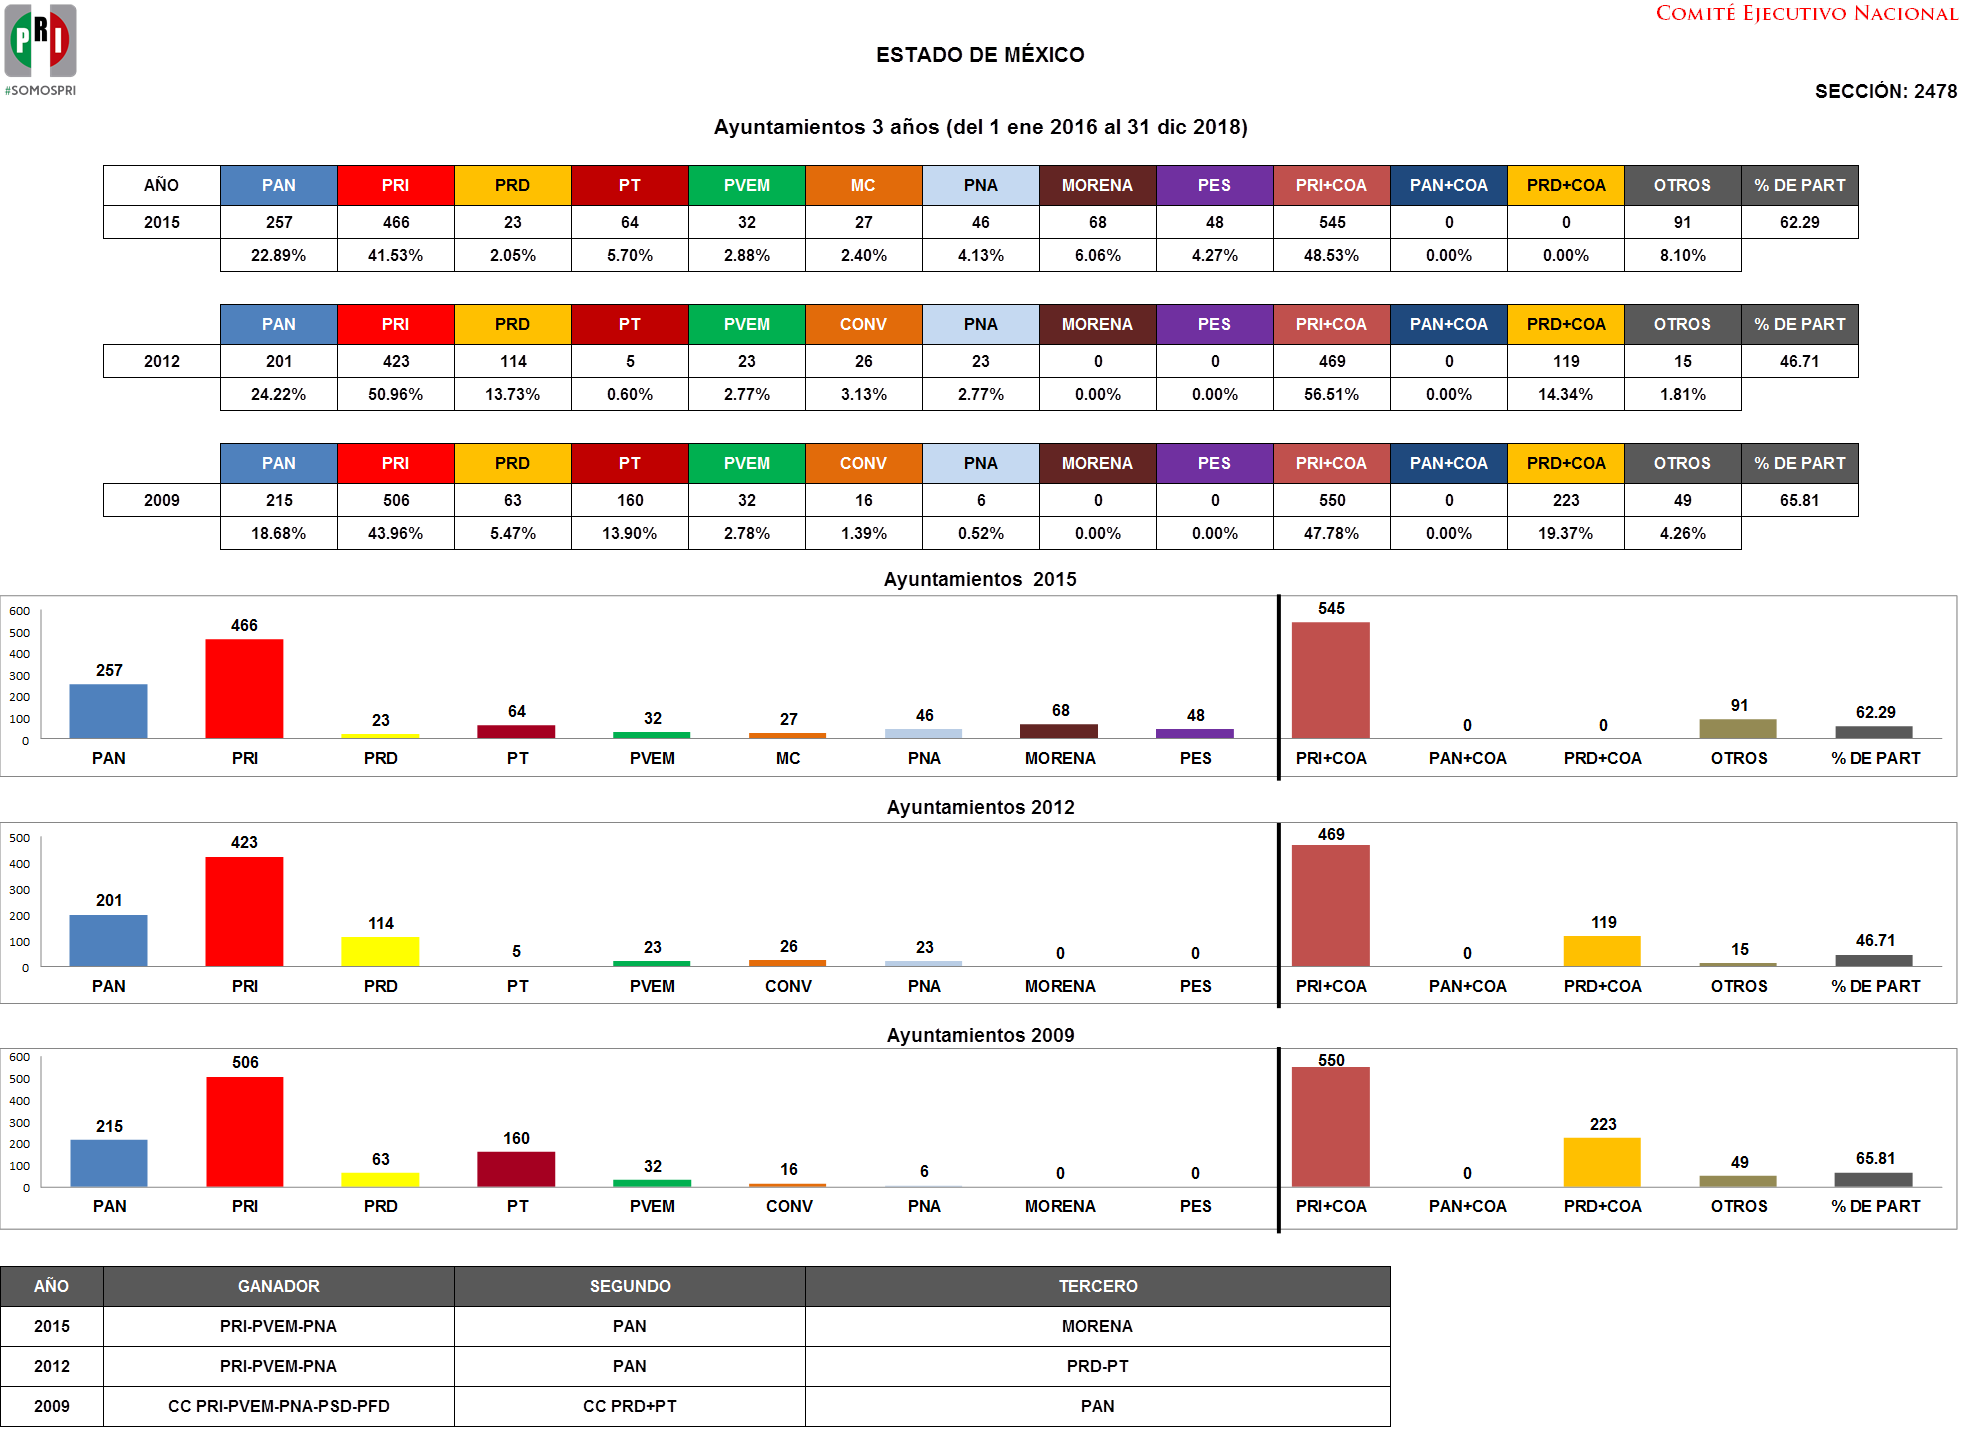 PRI
#SOMOSPRI
COMITÉ EJECUTIVO NACIONAL
ESTADO DE MÉXICO
SECCIÓN: 2478
Ayuntamientos 3 años (del 1 ene 2016 al 31 dic 2018)
AÑO PAN PRI PRD PT PVEM MC PNA MORENA PES PRI+COA PAN+COA PRD+COA OTROS % DE PART
2015 257 466 23 64 32 27 46 68 48 545 0 0 91 62.29
22.89% 41.53% 2.05% 5.70% 2.88% 2.40% 4.13% 6.06% 4.27% 48.53% 0.00% 0.00% 8.10%
PAN PRI PRD PT PVEM CONV PNA MORENA PES PRI+COA PAN+COA PRD+COA OTROS % DE PART
2012 201 423 114 5 23 26 23 0 0 469 0 119 15 46.71
24.22% 50.96% 13.73% 0.60% 2.77% 3.13% 2.77% 0.00% 0.00% 56.51% 0.00% 14.34% 1.81%
PAN PRI PRD PT PVEM CONV PNA MORENA PES PRI+COA PAN+COA PRD+COA OTROS % DE PART
2009 215 506 63 160 32 16 6 0 0 550 0 223 49 65.81
18.68% 43.96% 5.47% 13.90% 2.78% 1.39% 0.52% 0.00% 0.00% 47.78% 0.00% 19.37% 4.26%
Ayuntamientos 2015
600
500
400
300
200
100
0
257 466 23 64 32 27 46 68 48 545 0 0 91 62.29
PAN PRI PRD PT PVEM MC PNA MORENA PES PRI+COA PAN+COA PRD+COA OTROS % DE PART
Ayuntamientos 2012
500
400
300
200
100
0
201 423 114 5 23 26 23 0 0 469 0 119 15 46.71
PAN PRI PRD PT PVEM CONV PNA MORENA PES PRI+COA PAN+COA PRD+COA OTROS % DE PART
Ayuntamientos 2009
600
500
400
300
200
100
0
215 506 63 160 32 16 6 0 0 550 0 223 49 65.81
PAN PRI PRD PT PVEM CONV PNA MORENA PES PRI+COA PAN+COA PRD+COA OTROS % DE PART
AÑO GANADOR SEGUNDO TERCERO
2015 PRI-PVEM-PNA PAN MORENA
2012 PRI-PVEM-PNA PAN PRD-PT
2009 CC PRI-PVEM-PNA-PSD-PFD CC PRD+PT PAN